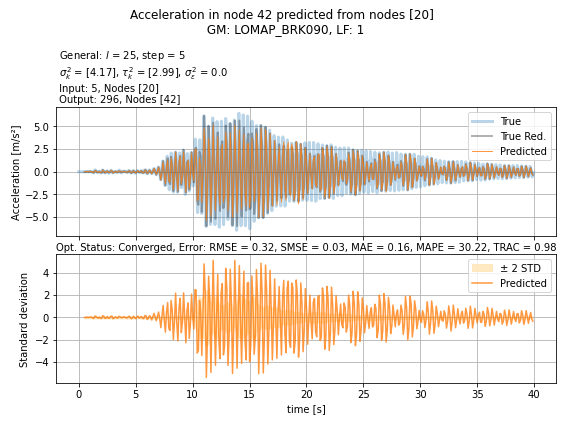 Acceleration in node 42 predicted from nodes [20]
GM: LOMAP_BRK090, LF: 1
General: l = 25, step = 5
σ²_k = [4.17], τ²_k = [2.99], σ²_ε = 0.0
Input: 5, Nodes [20]
Output: 296, Nodes [42]
True
True Red.
Predicted
Acceleration [m/s²]
5.0
2.5
0.0
−2.5
−5.0
Opt. Status: Converged, Error: RMSE = 0.32, SMSE = 0.03, MAE = 0.16, MAPE = 30.22, TRAC = 0.98
± 2 STD
Predicted
Standard deviation
4
2
0
−2
−4
0 5 10 15 20 25 30 35 40
time [s]